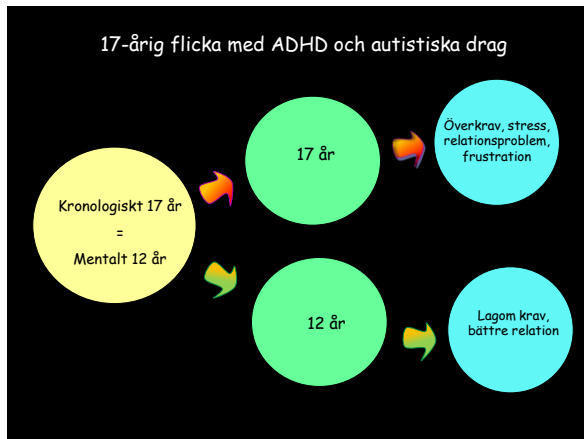 17-årig flicka med ADHD och autistiska drag
Kronologiskt 17 år
=
Mentalt 12 år
17 år
Överkrav, stress,
relationsproblem,
frustration
12 år
Lagom krav,
bättre relation